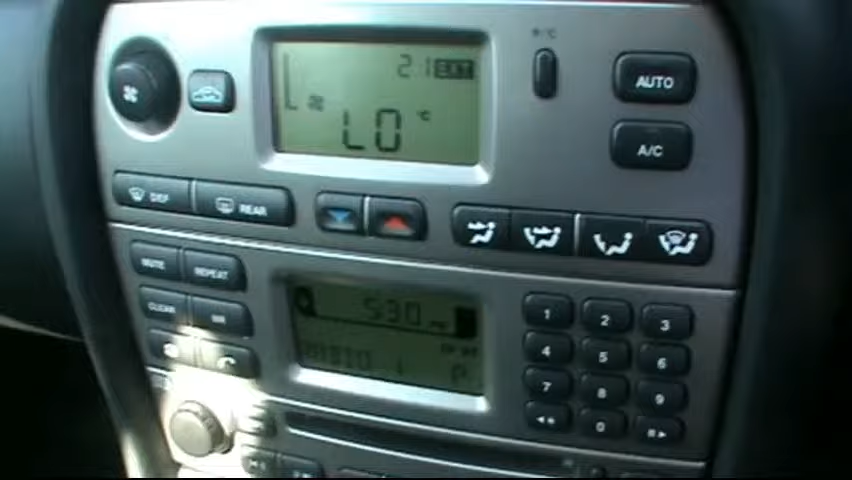 21 EXT
LO °C
AUTO
A/C
DEF
REAR
MUTE
REPEAT
CLEAR
530
1
2
3
4
5
6
7
8
9
0